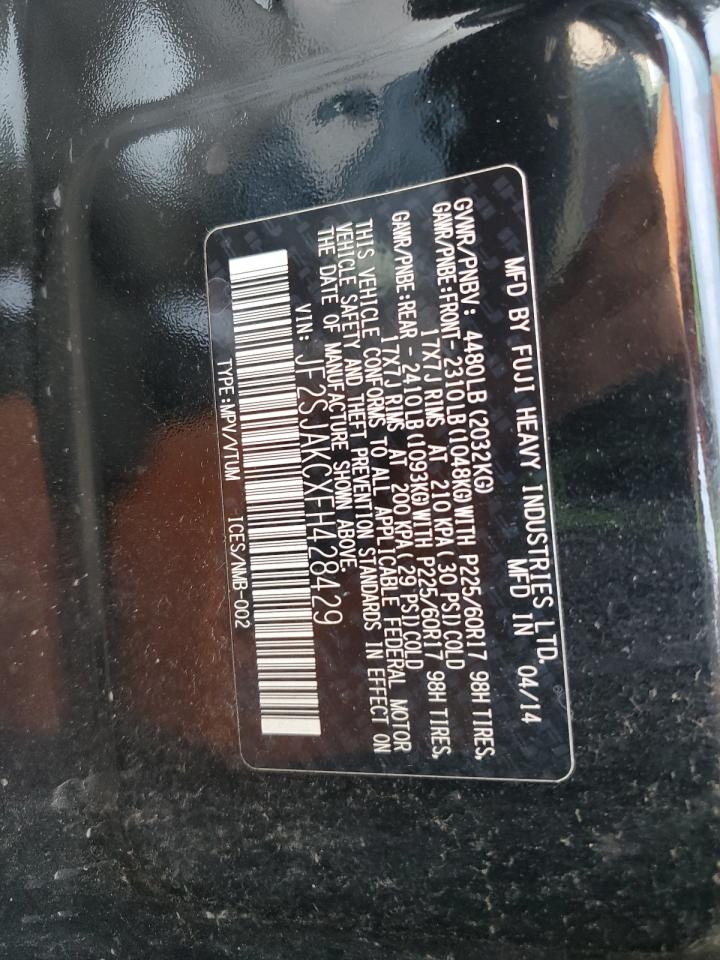 MFD BY FUJI HEAVY INDUSTRIES LTD.
MFD IN 04/14
GVWR/PNBV: 4480LB (2032KG)
GAWR/PNBE:FRONT- 2310LB (1048KG)WITH P225/60R17 98H TIRES,
17X7J RIMS AT 210 KPA( 30 PSI)COLD
GAWR/PNBE:REAR - 2410LB (1093KG)WITH P225/60R17 98H TIRES,
17X7J RIMS AT 200 KPA( 29 PSI)COLD
THIS VEHICLE CONFORMS TO ALL APPLICABLE FEDERAL MOTOR
VEHICLE SAFETY AND THEFT PREVENTION STANDARDS IN EFFECT ON
THE DATE OF MANUFACTURE SHOWN ABOVE.
VIN: JF2SJAKCXFH428429
TYPE:MPV/VTUM ICES/NMB-002